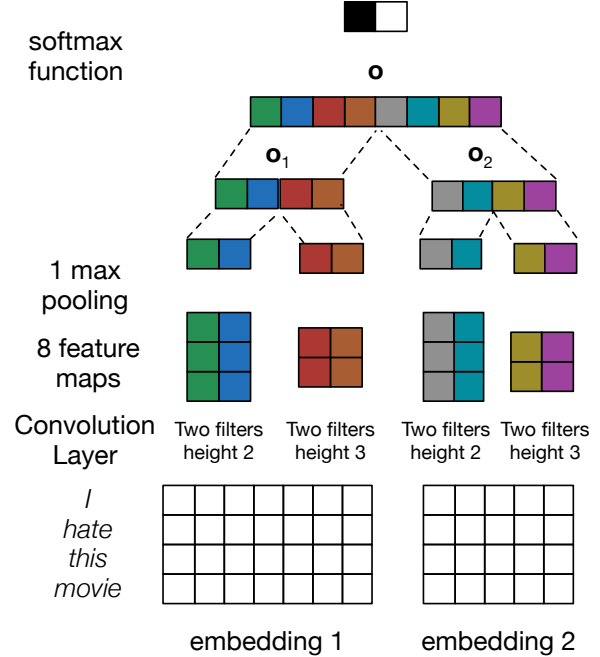 softmax
function
o
o1
o2
1 max
pooling
8 feature
maps
Convolution
Layer
Two filters
height 2
Two filters
height 3
Two filters
height 2
Two filters
height 3
I
hate
this
movie
embedding 1
embedding 2